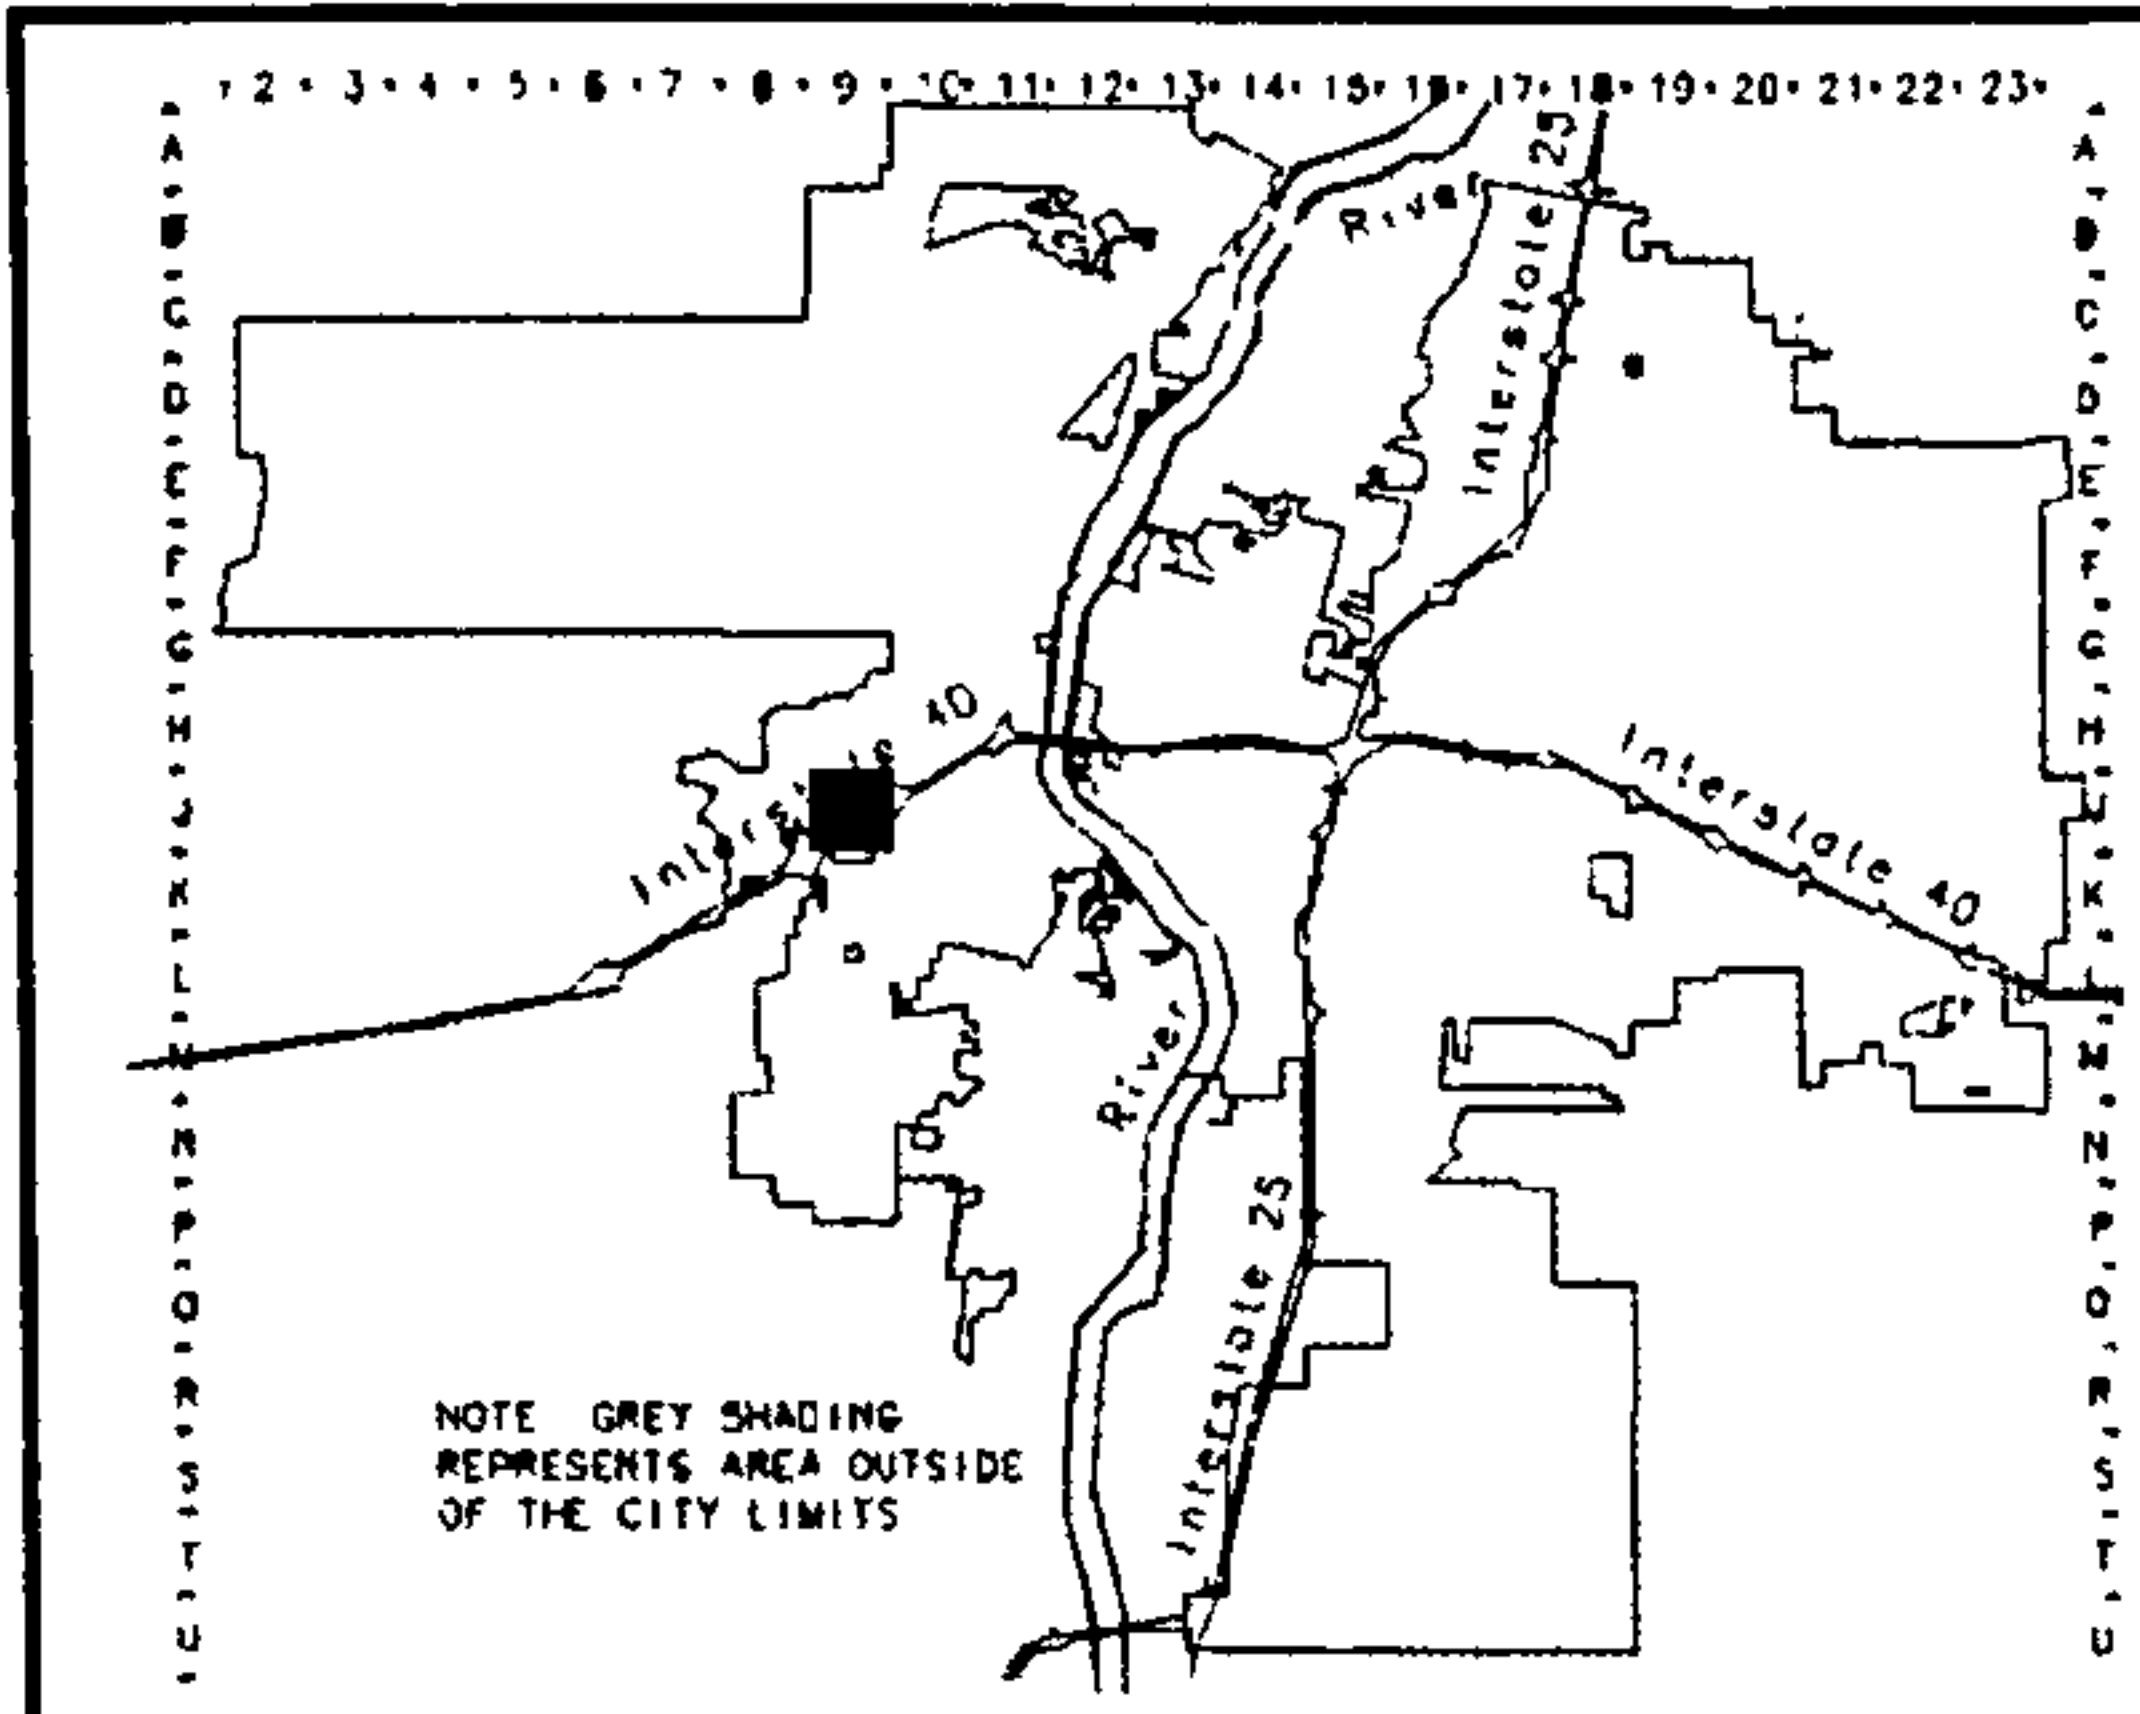 2 3 4 5 6 7 8 9 10 11 12 13 14 15 16 17 18 19 20 21 22 23
A A
B B
C C
D D
E E
F F
G G
H H
J J
K K
L L
M M
N N
P P
Q Q
R R
S S
T T
U U
River
Interstate 25
40
Interstate 40
River
Interstate 25
NOTE GREY SHADING
REPRESENTS AREA OUTSIDE
OF THE CITY LIMITS